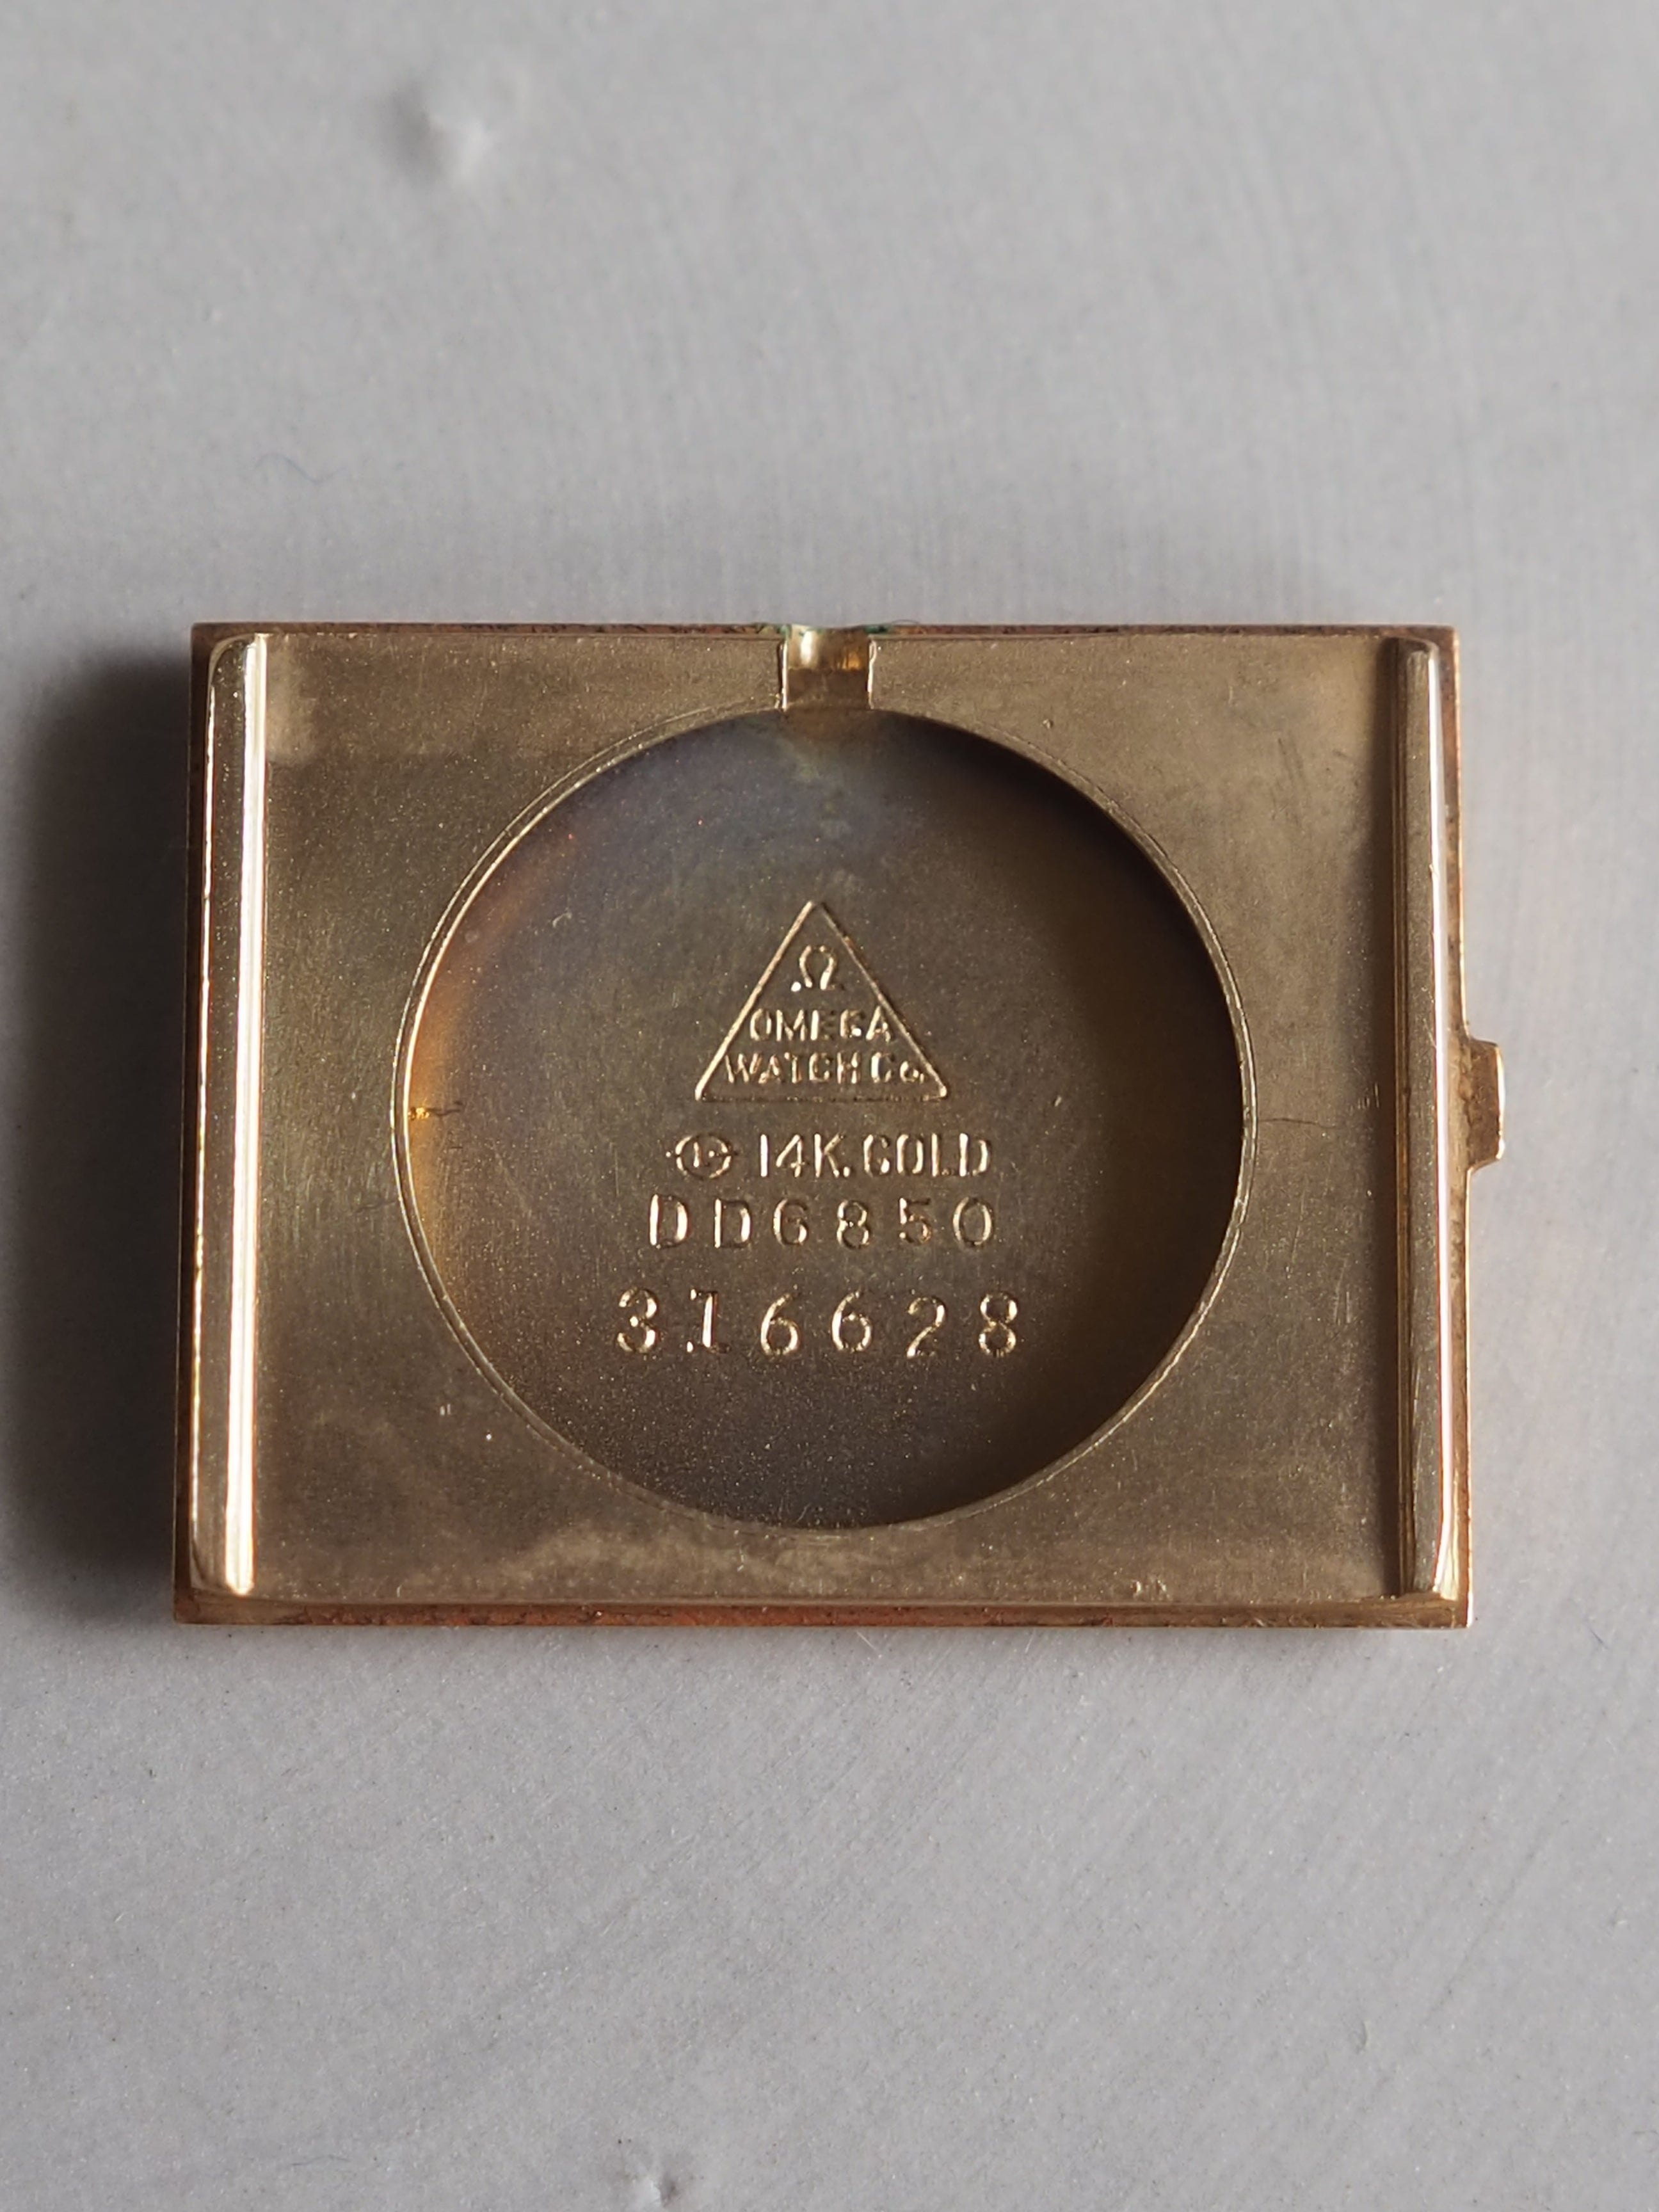 Ω
OMEGA
WATCH Co
14K. GOLD
DD6850
316628